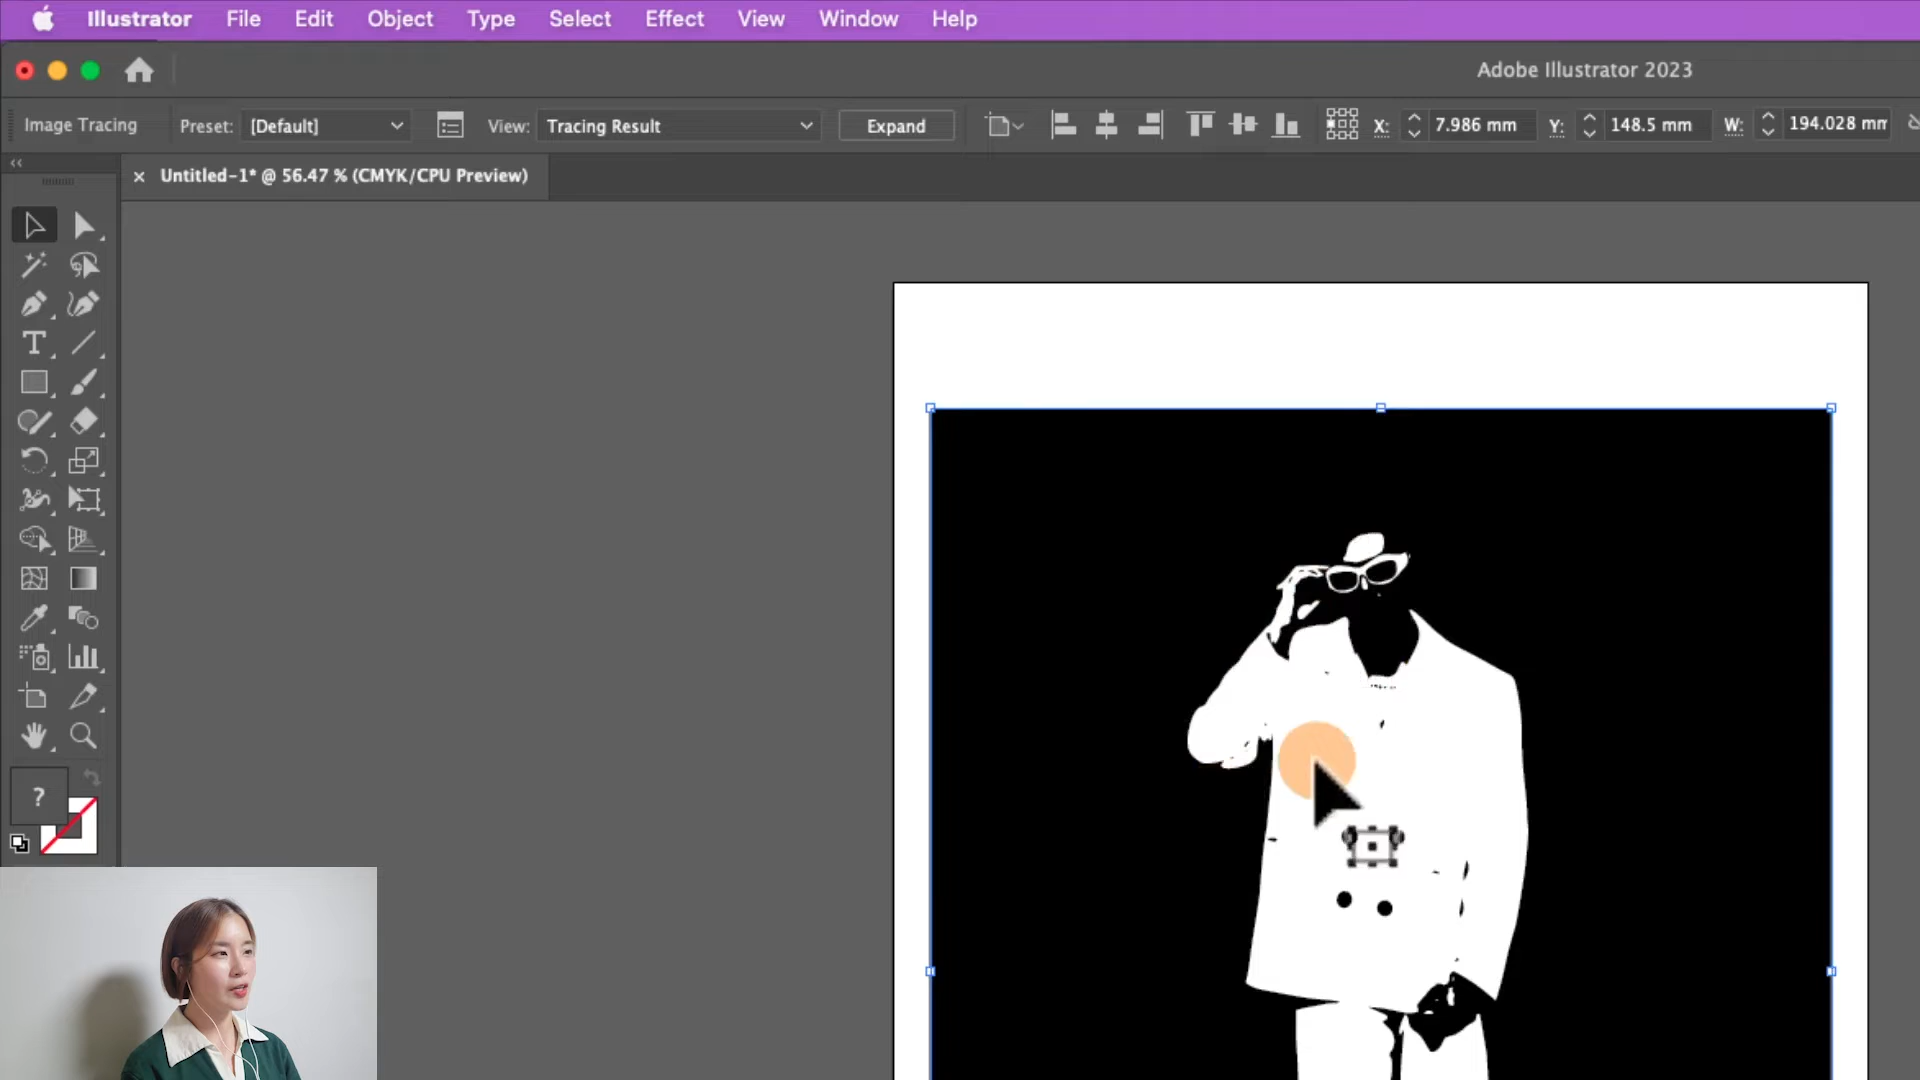 Illustrator File Edit Object Type Select Effect View Window Help
Adobe Illustrator 2023
Image Tracing Preset: [Default] View: Tracing Result Expand X: 7.986 mm Y: 148.5 mm W: 194.028 mm
× Untitled-1* @ 56.47 % (CMYK/CPU Preview)
?